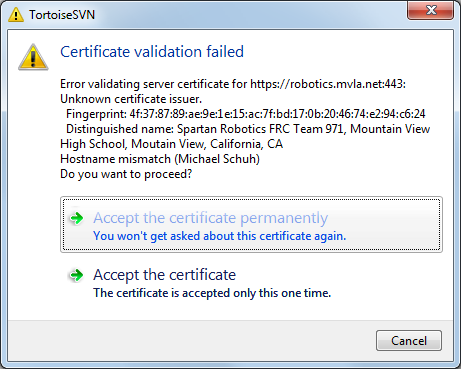 TortoiseSVN
Certificate validation failed
Error validating server certificate for https://robotics.mvla.net:443:
Unknown certificate issuer.
Fingerprint: 4f:37:87:89:ae:9e:1e:15:ac:7f:bd:17:0b:20:46:74:e2:94:c6:24
Distinguished name: Spartan Robotics FRC Team 971, Mountain View
High School, Moutain View, California, CA
Hostname mismatch (Michael Schuh)
Do you want to proceed?
Accept the certificate permanently
You won't get asked about this certificate again.
Accept the certificate
The certificate is accepted only this one time.
Cancel